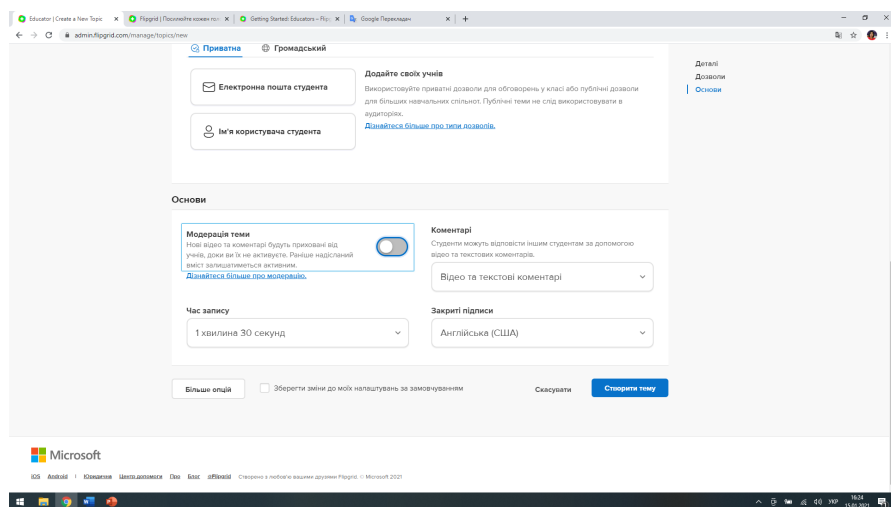 Educator | Create a New Topic
Flipgrid | Посилюйте кожен гол
Getting Started: Educators – Flip
Google Перекладач
admin.flipgrid.com/manage/topics/new
Приватна
Громадський
Електронна пошта студента
Ім'я користувача студента
Додайте своїх учнів
Використовуйте приватні дозволи для обговорень у класі або публічні дозволи
для більших навчальних спільнот. Публічні теми не слід використовувати в
аудиторіях.
Дізнайтеся більше про типи дозволів.
Деталі
Дозволи
Основи
Основи
Модерація теми
Нові відео та коментарі будуть приховані від
учнів, доки ви їх не активуєте. Раніше надісланий
вміст залишатиметься активним.
Дізнайтеся більше про модерацію.
Коментарі
Студенти можуть відповісти іншим студентам за допомогою
відео та текстових коментарів.
Відео та текстові коментарі
Час запису
1 хвилина 30 секунд
Закриті підписи
Англійська (США)
Більше опцій
Зберегти зміни до моїх налаштувань за замовчуванням
Скасувати
Створити тему
Microsoft
iOS Android | Юридичне Центр допомоги Про Блог @Flipgrid Створено з любов'ю вашими друзями Flipgrid. © Microsoft 2021
УКР
16:24
15.01.2021